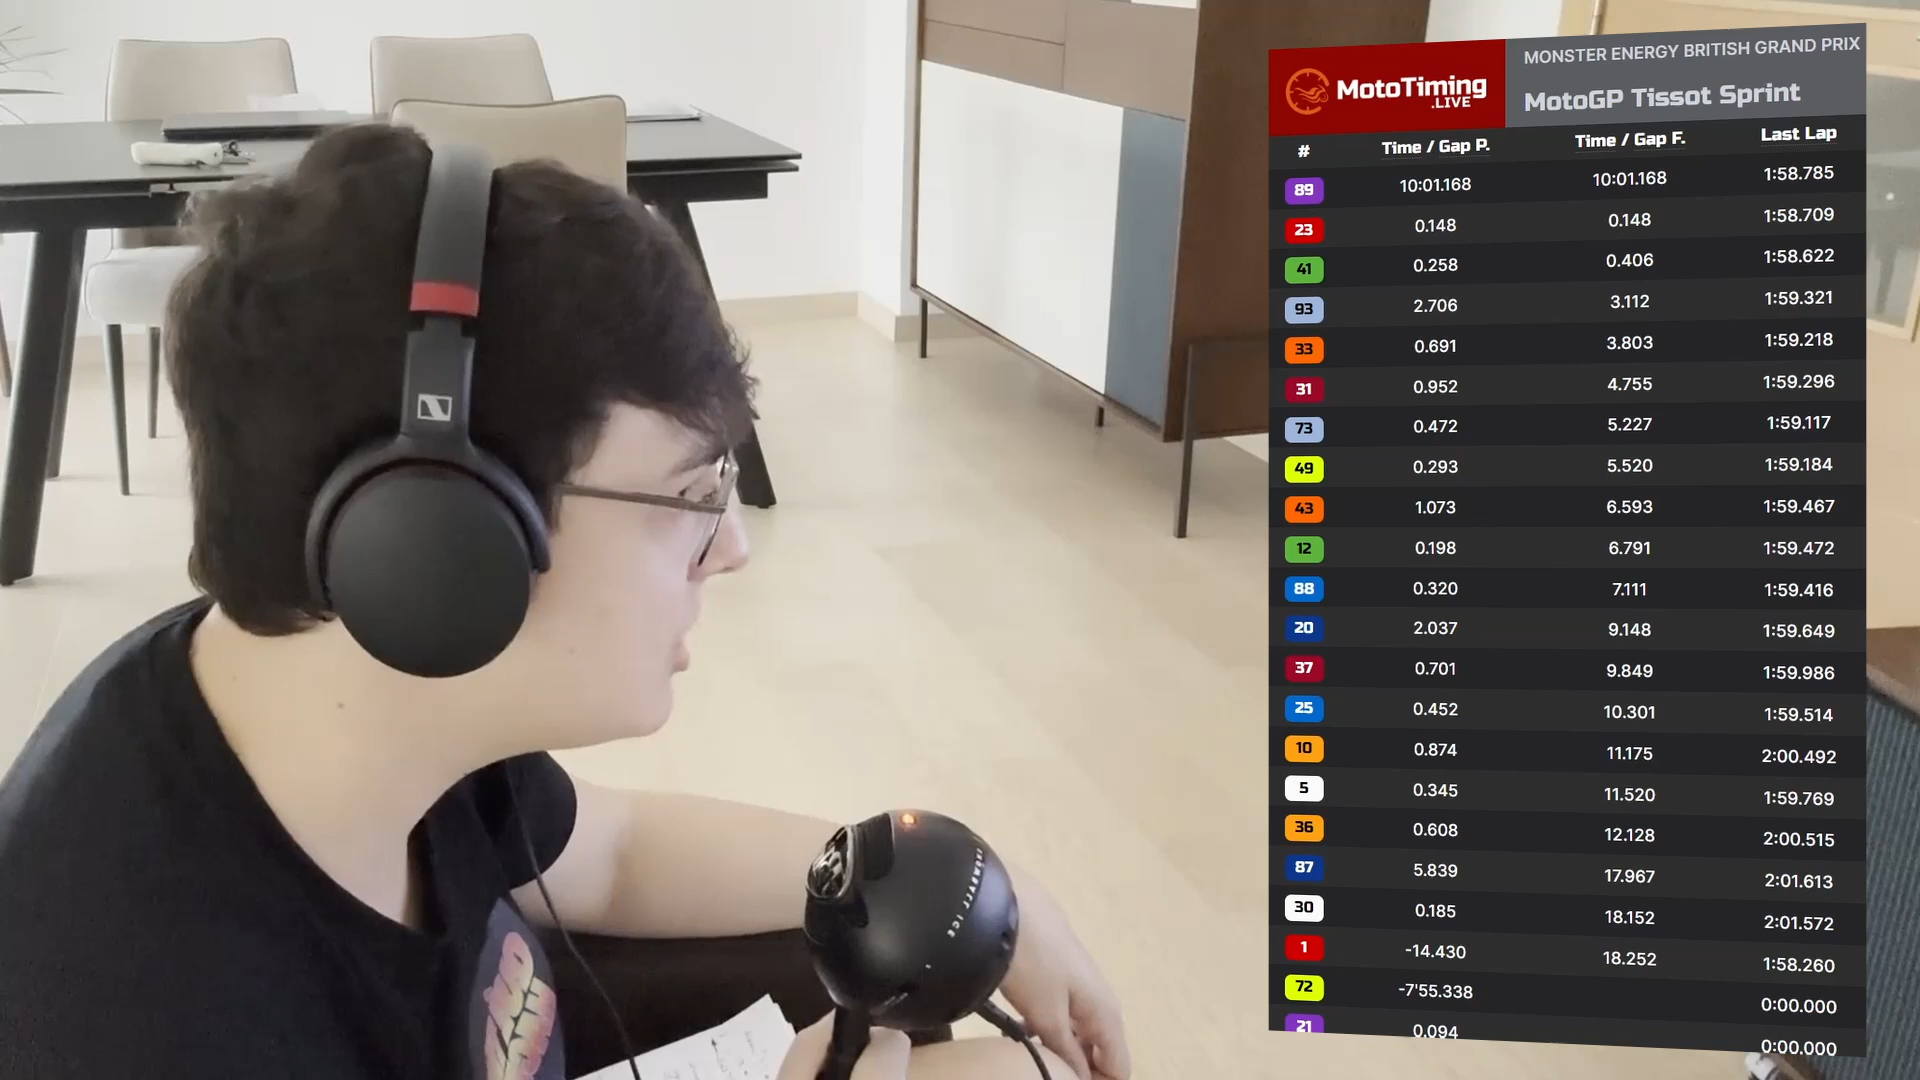 MotoTiming
.LIVE
MONSTER ENERGY BRITISH GRAND PRIX
MotoGP Tissot Sprint
# Time / Gap P. Time / Gap F. Last Lap
89 10:01.168 10:01.168 1:58.785
23 0.148 0.148 1:58.709
41 0.258 0.406 1:58.622
93 2.706 3.112 1:59.321
33 0.691 3.803 1:59.218
31 0.952 4.755 1:59.296
73 0.472 5.227 1:59.117
49 0.293 5.520 1:59.184
43 1.073 6.593 1:59.467
12 0.198 6.791 1:59.472
88 0.320 7.111 1:59.416
20 2.037 9.148 1:59.649
37 0.701 9.849 1:59.986
25 0.452 10.301 1:59.514
10 0.874 11.175 2:00.492
5 0.345 11.520 1:59.769
36 0.608 12.128 2:00.515
87 5.839 17.967 2:01.613
30 0.185 18.152 2:01.572
1 -14.430 18.252 1:58.260
72 -7'55.338 0:00.000
21 0.094 0:00.000